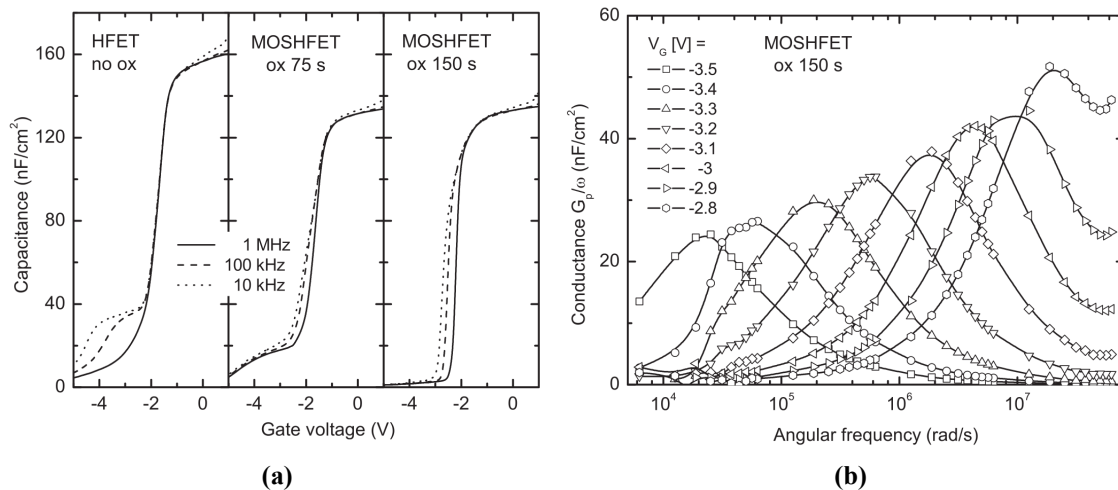 HFET
no ox
MOSHFET
ox 75 s
MOSHFET
ox 150 s
160
120
80
40
0
1 MHz
100 kHz
10 kHz
-4 -2 0 -4 -2 0 -4 -2 0
Capacitance (nF/cm²)
Gate voltage (V)
(a)
V_G [V] =
-3.5
-3.4
-3.3
-3.2
-3.1
-3
-2.9
-2.8
MOSHFET
ox 150 s
60
40
20
0
10⁴ 10⁵ 10⁶ 10⁷
Conductance G_p/ω (nF/cm²)
Angular frequency (rad/s)
(b)